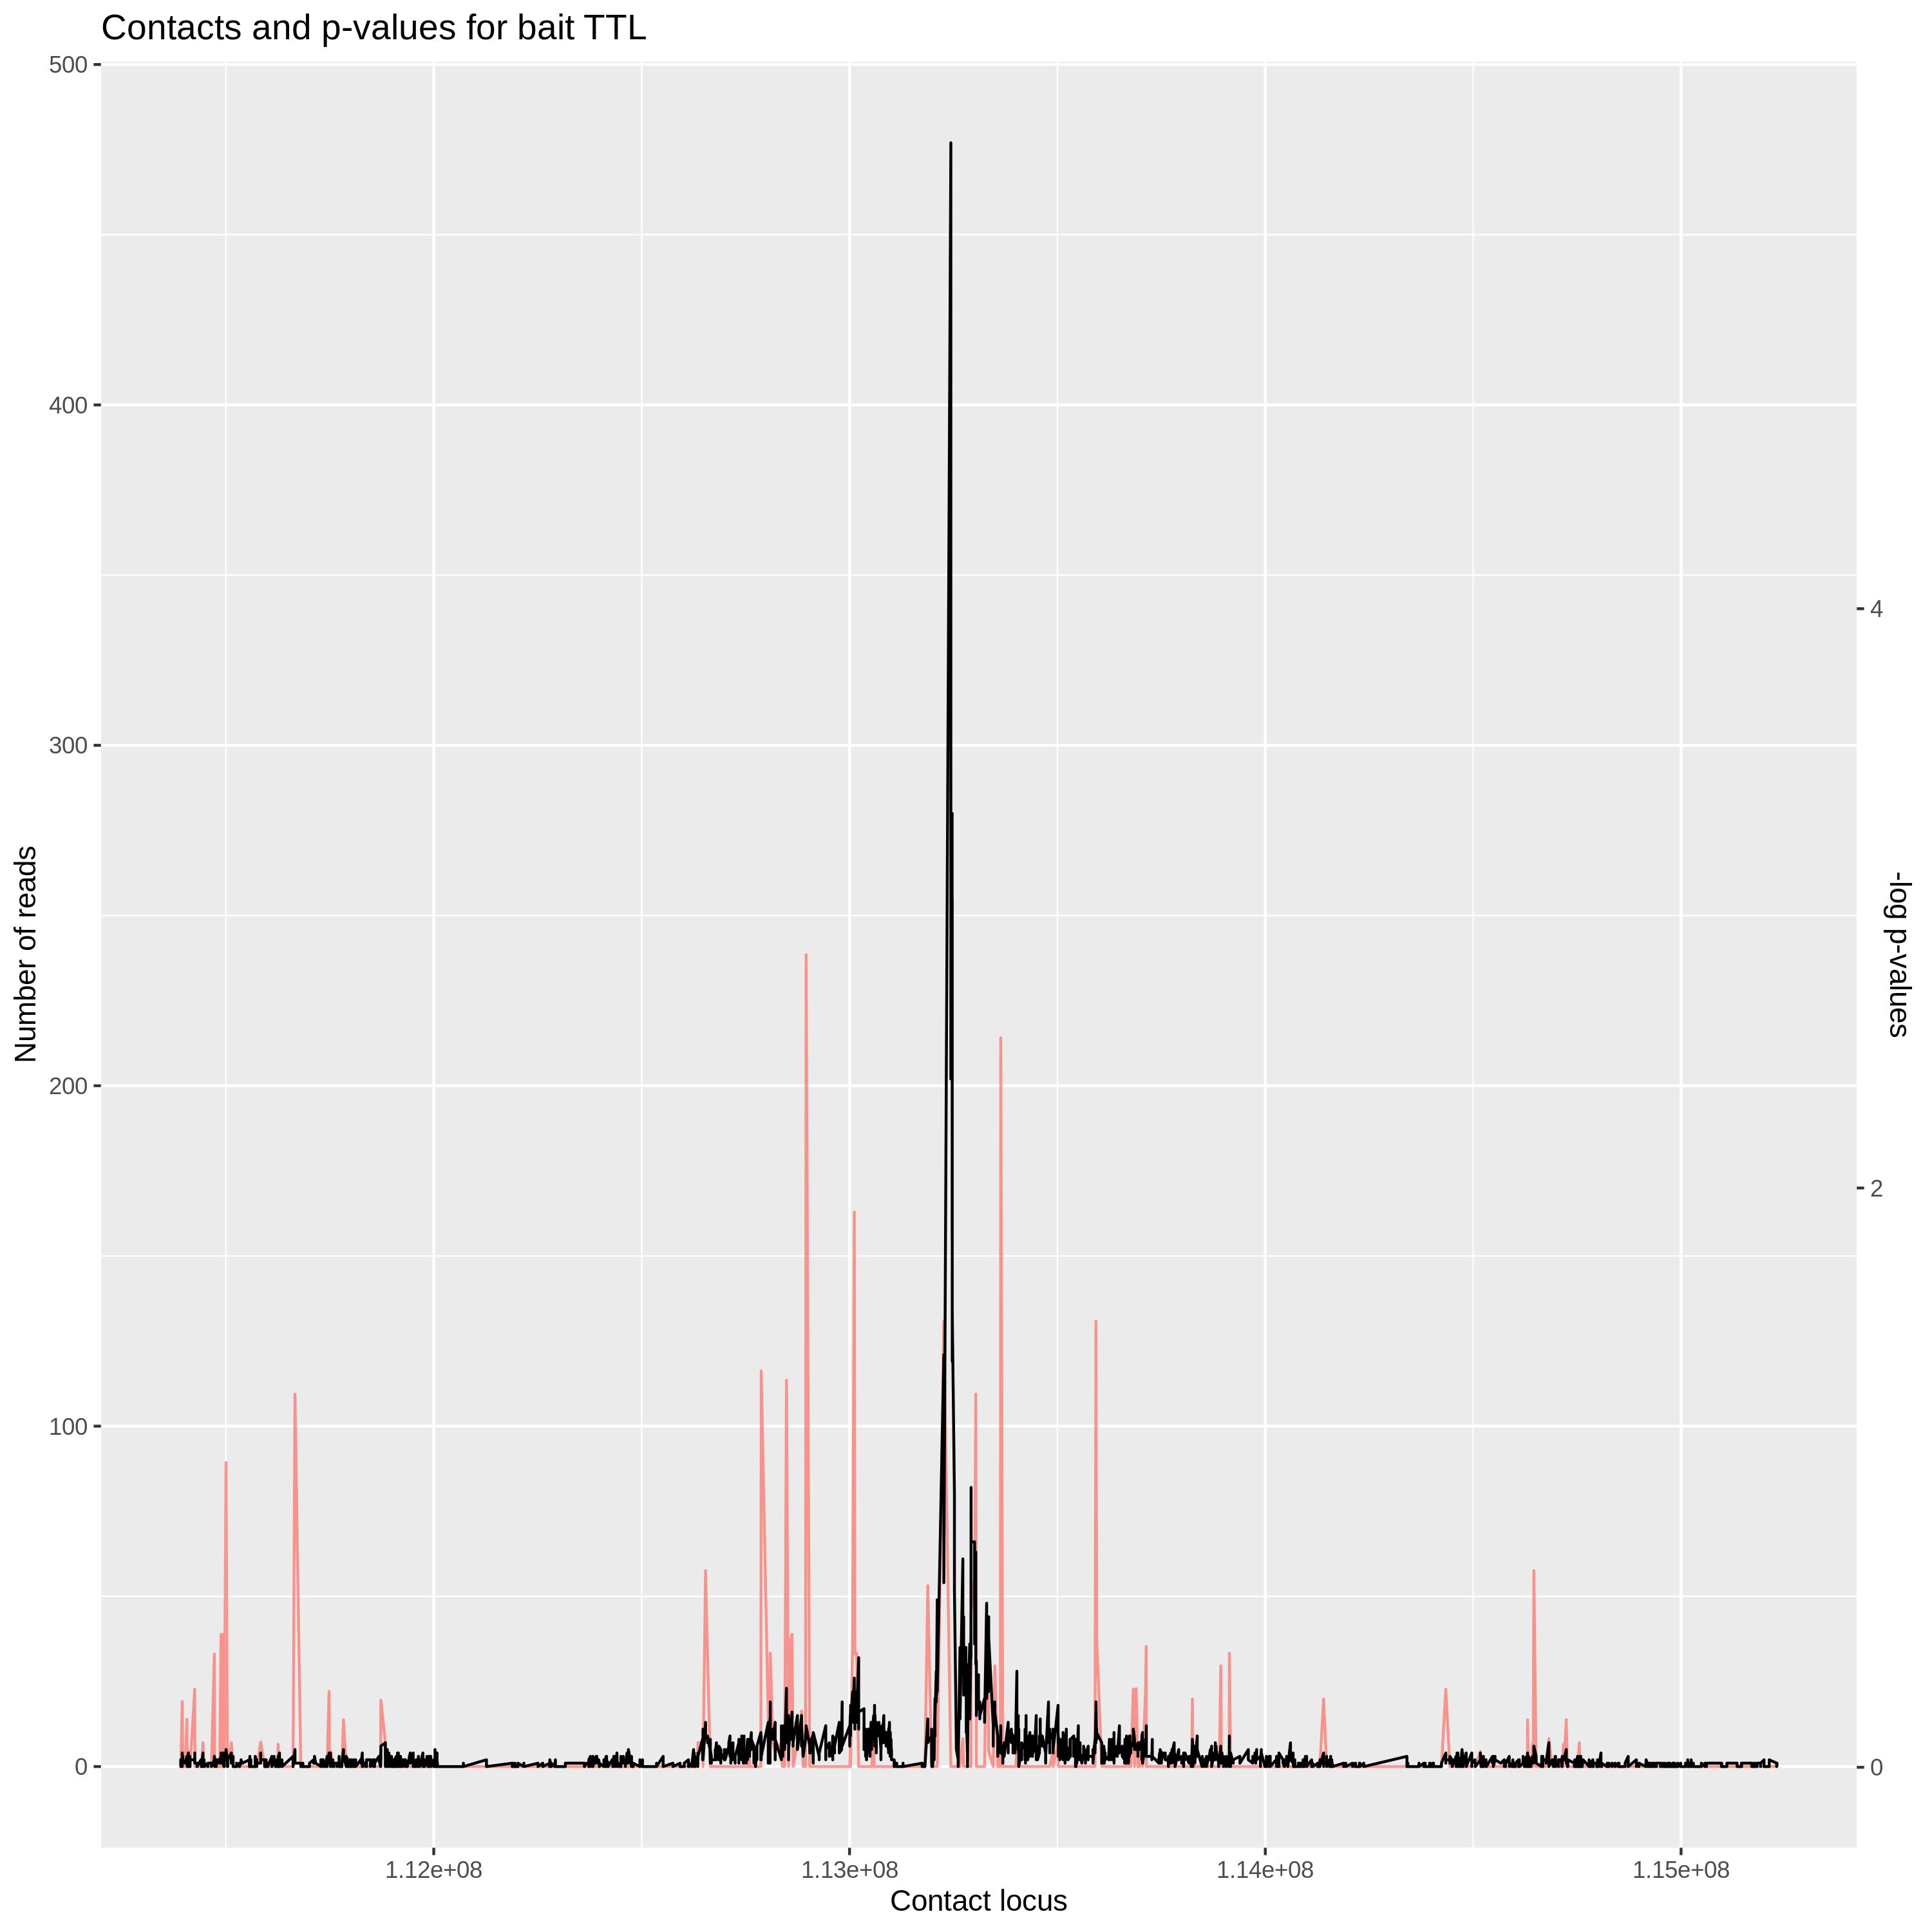 Contacts and p-values for bait TTL
500
400
300
200
100
0
Number of reads
4
2
0
-log p-values
1.12e+08
1.13e+08
1.14e+08
1.15e+08
Contact locus